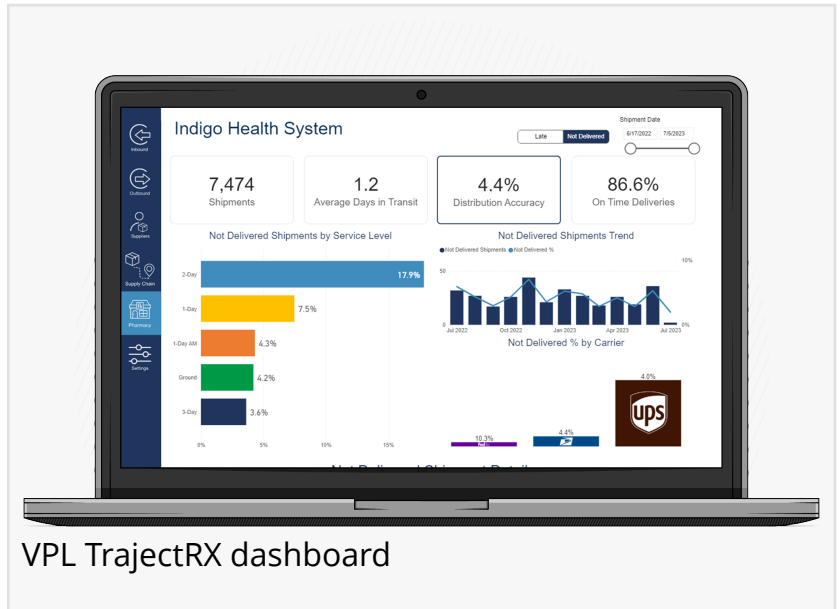 Indigo Health System
Shipment Date
Late
Not Delivered
6/17/2022
7/5/2023
Inbound
Outbound
Suppliers
Supply Chain
Pharmacy
Settings
7,474
Shipments
1.2
Average Days in Transit
4.4%
Distribution Accuracy
86.6%
On Time Deliveries
Not Delivered Shipments by Service Level
2-Day
17.9%
1-Day
7.5%
1-Day AM
4.3%
Ground
4.2%
3-Day
3.6%
0%
5%
10%
15%
Not Delivered Shipments Trend
Not Delivered Shipments
Not Delivered %
50
0
10%
0%
Jul 2022
Oct 2022
Jan 2023
Apr 2023
Jul 2023
Not Delivered % by Carrier
10.3%
FedEx
4.4%
4.0%
ups
VPL TrajectRX dashboard